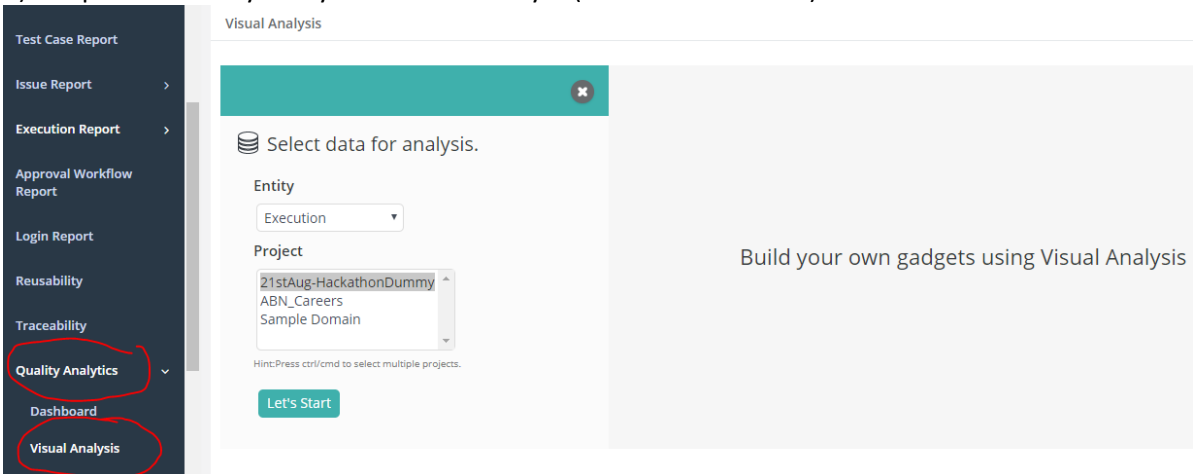 Visual Analysis
Test Case Report
Issue Report
Execution Report
Approval Workflow
Report
Login Report
Reusability
Traceability
Quality Analytics
Dashboard
Visual Analysis
Select data for analysis.
Entity
Execution
Project
21stAug-HackathonDummy
ABN_Careers
Sample Domain
Hint:Press ctrl/cmd to select multiple projects.
Let's Start
Build your own gadgets using Visual Analysis